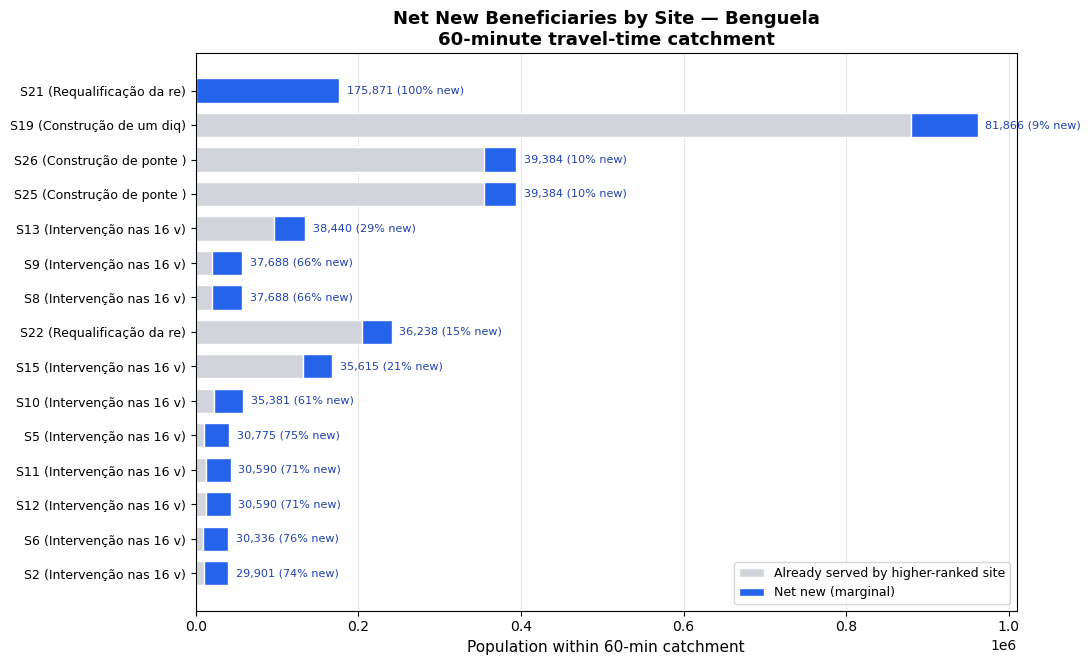 Net New Beneficiaries by Site — Benguela
60-minute travel-time catchment
S21 (Requalificação da re)
175,871 (100% new)
S19 (Construção de um diq)
81,866 (9% new)
S26 (Construção de ponte )
39,384 (10% new)
S25 (Construção de ponte )
39,384 (10% new)
S13 (Intervenção nas 16 v)
38,440 (29% new)
S9 (Intervenção nas 16 v)
37,688 (66% new)
S8 (Intervenção nas 16 v)
37,688 (66% new)
S22 (Requalificação da re)
36,238 (15% new)
S15 (Intervenção nas 16 v)
35,615 (21% new)
S10 (Intervenção nas 16 v)
35,381 (61% new)
S5 (Intervenção nas 16 v)
30,775 (75% new)
S11 (Intervenção nas 16 v)
30,590 (71% new)
S12 (Intervenção nas 16 v)
30,590 (71% new)
S6 (Intervenção nas 16 v)
30,336 (76% new)
S2 (Intervenção nas 16 v)
29,901 (74% new)
Already served by higher-ranked site
Net new (marginal)
0.0 0.2 0.4 0.6 0.8 1.0
1e6
Population within 60-min catchment